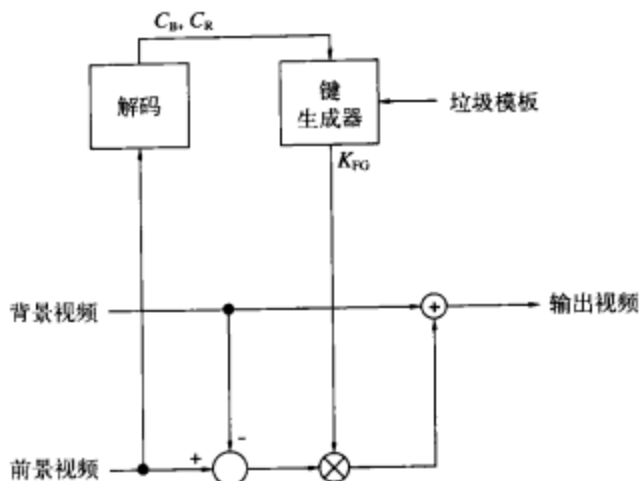 C_B, C_R
解码
键
生成器
垃圾模板
K_FG
背景视频
+
输出视频
-
+
前景视频